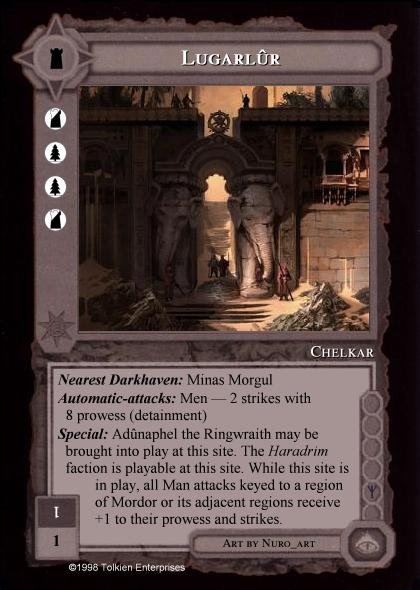 LUGARLÛR
CHELKAR
Nearest Darkhaven: Minas Morgul
Automatic-attacks: Men — 2 strikes with
8 prowess (detainment)
Special: Adûnaphel the Ringwraith may be
brought into play at this site. The Haradrim
faction is playable at this site. While this site is
in play, all Man attacks keyed to a region
of Mordor or its adjacent regions receive
+1 to their prowess and strikes.
1
1
ART BY NURO_ART
©1998 Tolkien Enterprises